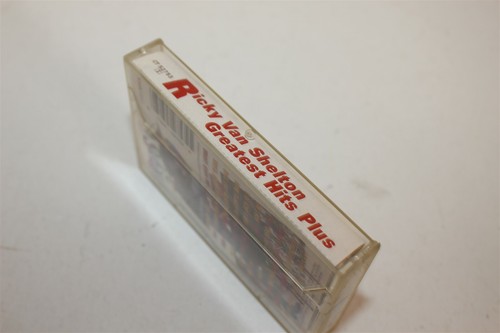 Ricky Van Shelton
Greatest Hits Plus